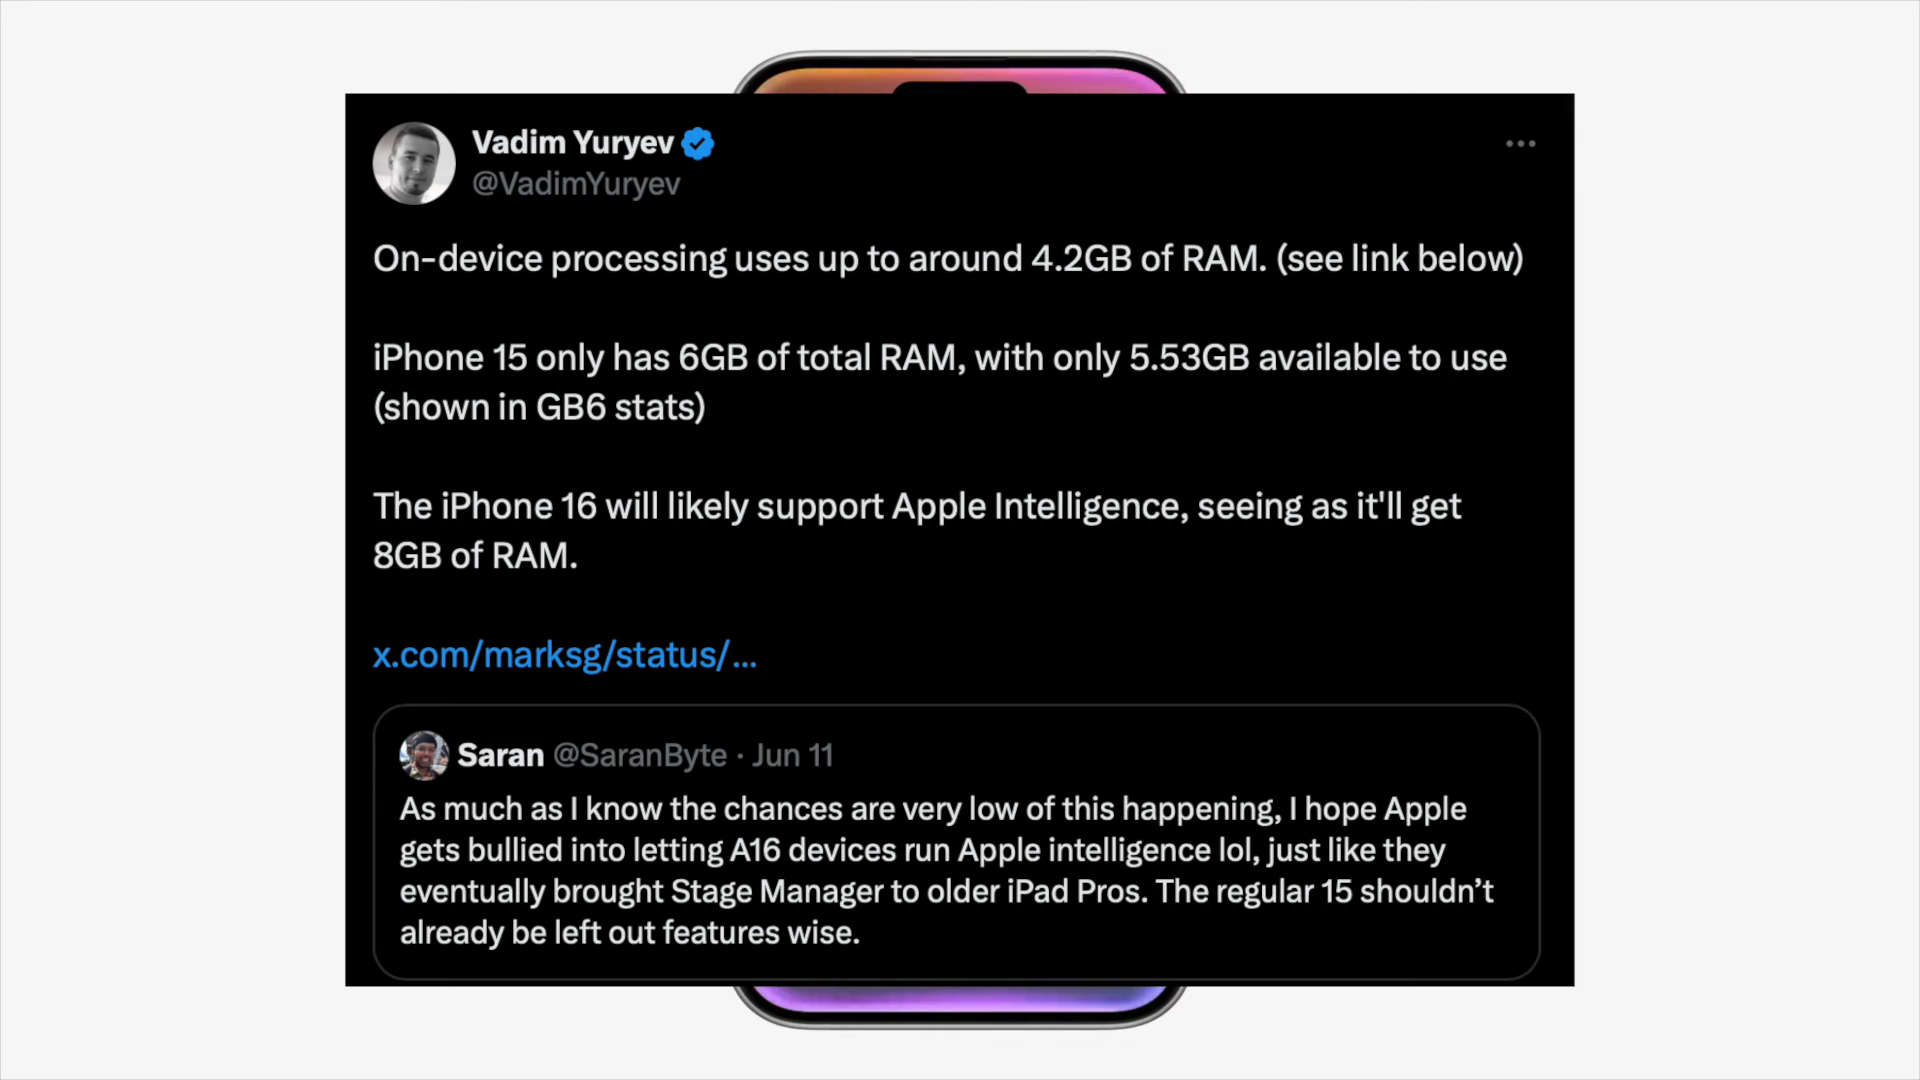 Vadim Yuryev
@VadimYuryev
On-device processing uses up to around 4.2GB of RAM. (see link below)
iPhone 15 only has 6GB of total RAM, with only 5.53GB available to use
(shown in GB6 stats)
The iPhone 16 will likely support Apple Intelligence, seeing as it'll get
8GB of RAM.
x.com/marksg/status/...
Saran @SaranByte · Jun 11
As much as I know the chances are very low of this happening, I hope Apple
gets bullied into letting A16 devices run Apple intelligence lol, just like they
eventually brought Stage Manager to older iPad Pros. The regular 15 shouldn’t
already be left out features wise.